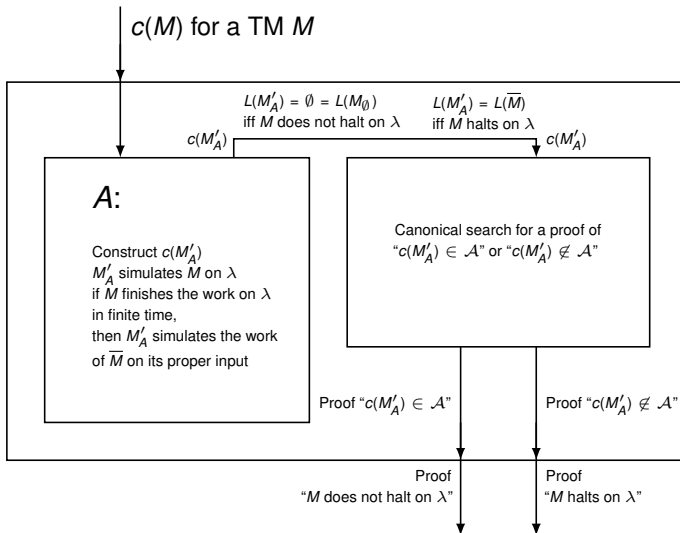 c(M) for a TM M
L(M′_A) = ∅ = L(M_∅)
iff M does not halt on λ
L(M′_A) = L(M̅)
iff M halts on λ
c(M′_A)
c(M′_A)
A:
Construct c(M′_A)
M′_A simulates M on λ
if M finishes the work on λ
in finite time,
then M′_A simulates the work
of M̅ on its proper input
Canonical search for a proof of
“c(M′_A) ∈ 𝒜” or “c(M′_A) ∉ 𝒜”
Proof “c(M′_A) ∈ 𝒜”
Proof “c(M′_A) ∉ 𝒜”
Proof
“M does not halt on λ”
Proof
“M halts on λ”